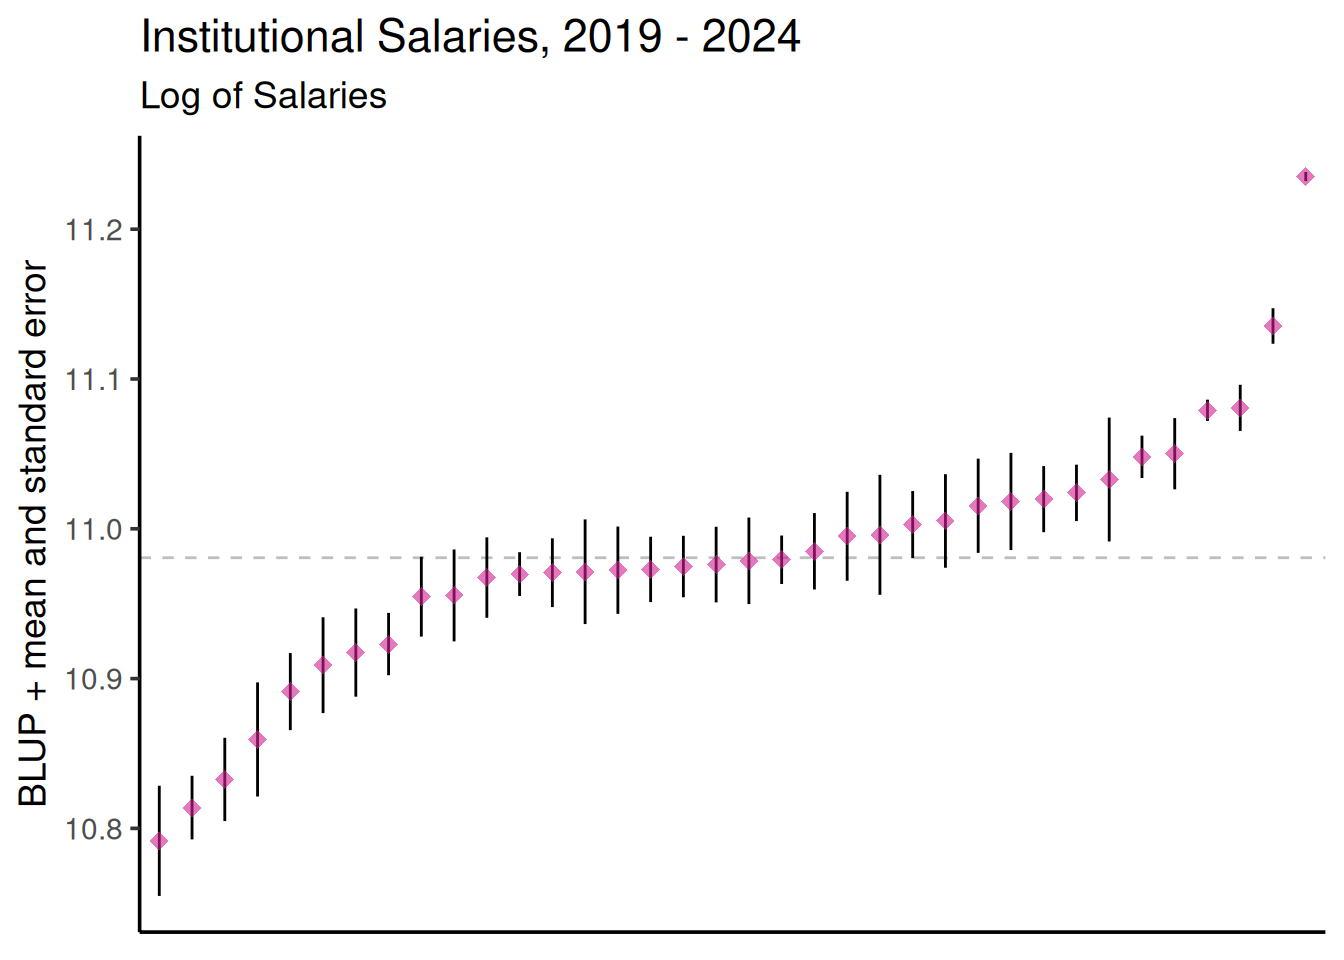 Institutional Salaries, 2019 - 2024
Log of Salaries
BLUP + mean and standard error
11.2
11.1
11.0
10.9
10.8